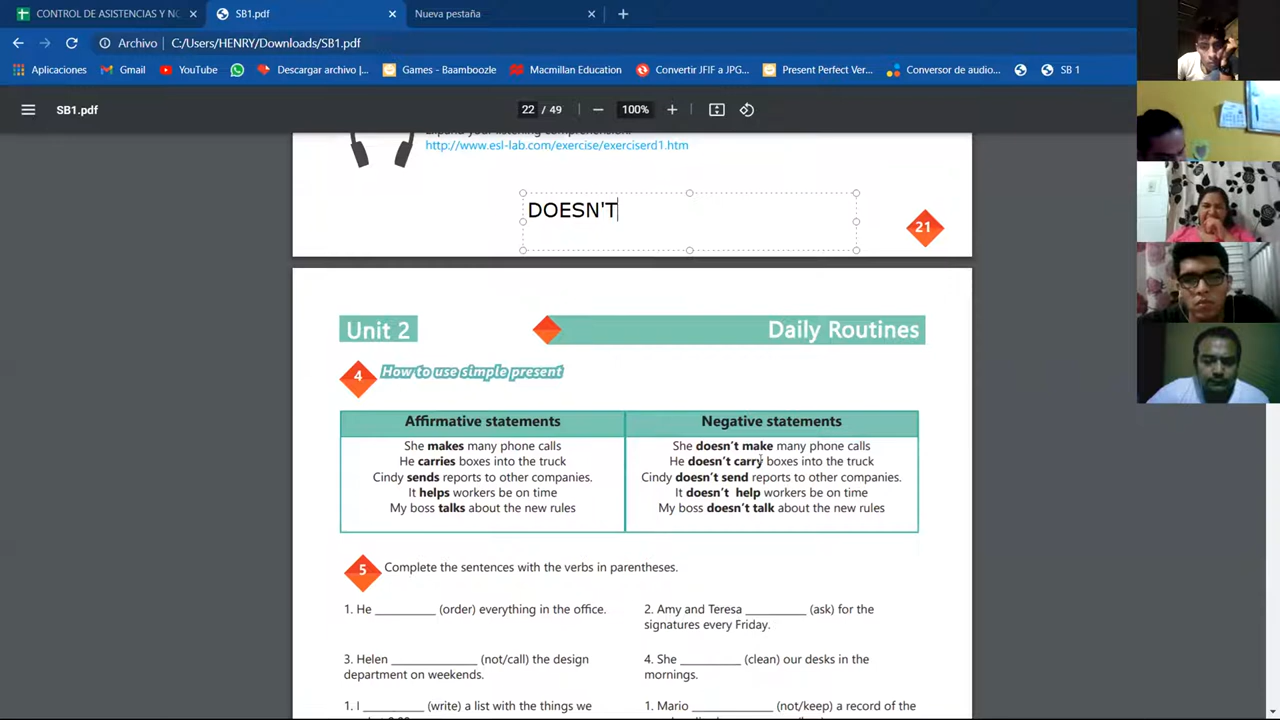 CONTROL DE ASISTENCIAS Y NO
SB1.pdf
Nueva pestaña
Archivo
C:/Users/HENRY/Downloads/SB1.pdf
Aplicaciones
Gmail
YouTube
Descargar archivo |...
Games - Baamboozle
Macmillan Education
Convertir JFIF a JPG...
Present Perfect Ver...
Conversor de audio...
SB 1
SB1.pdf
22 / 49
100%
http://www.esl-lab.com/exercise/exerciserd1.htm
DOESN'T
21
Unit 2
Daily Routines
4
How to use simple present
Affirmative statements
She makes many phone calls
He carries boxes into the truck
Cindy sends reports to other companies.
It helps workers be on time
My boss talks about the new rules
Negative statements
She doesn't make many phone calls
He doesn't carry boxes into the truck
Cindy doesn't send reports to other companies.
It doesn't help workers be on time
My boss doesn't talk about the new rules
5
Complete the sentences with the verbs in parentheses.
1. He __________ (order) everything in the office.
2. Amy and Teresa __________ (ask) for the
signatures every Friday.
3. Helen ______________ (not/call) the design
department on weekends.
4. She __________ (clean) our desks in the
mornings.
1. I __________ (write) a list with the things we
1. Mario _____________ (not/keep) a record of the